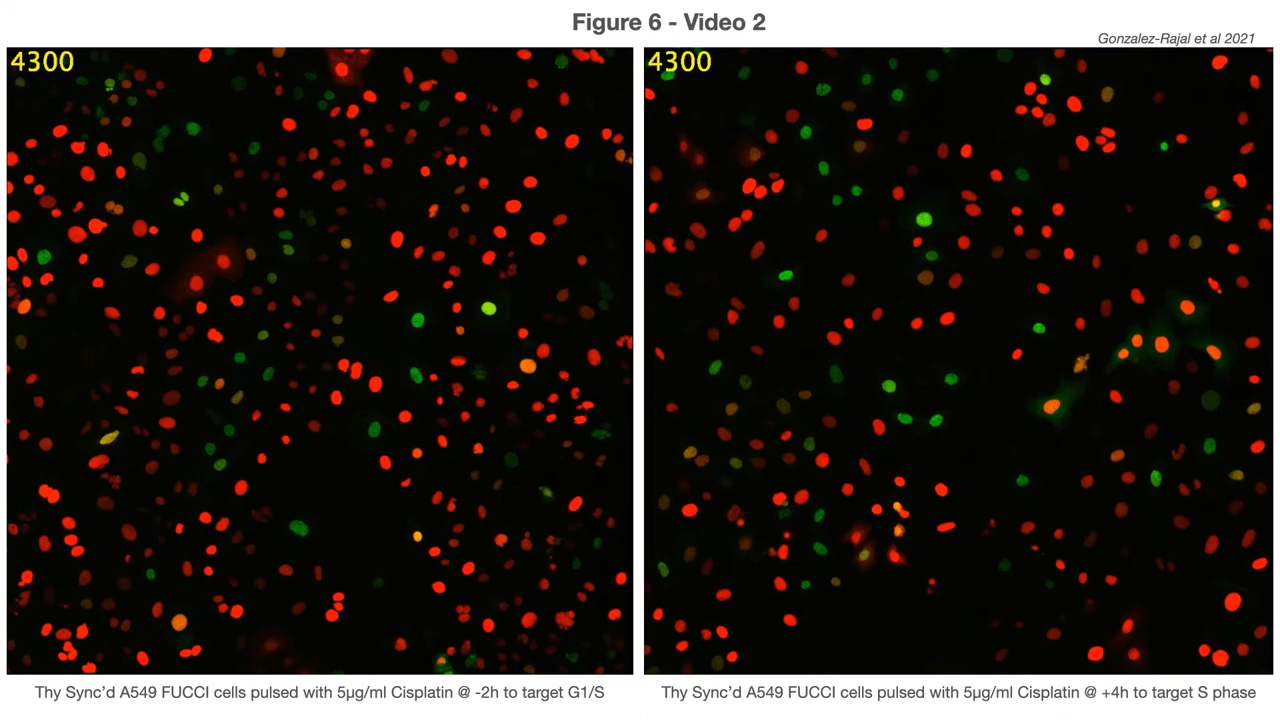 Figure 6 - Video 2
Gonzalez-Rajal et al 2021
4300
4300
Thy Sync'd A549 FUCCI cells pulsed with 5µg/ml Cisplatin @ -2h to target G1/S
Thy Sync'd A549 FUCCI cells pulsed with 5µg/ml Cisplatin @ +4h to target S phase